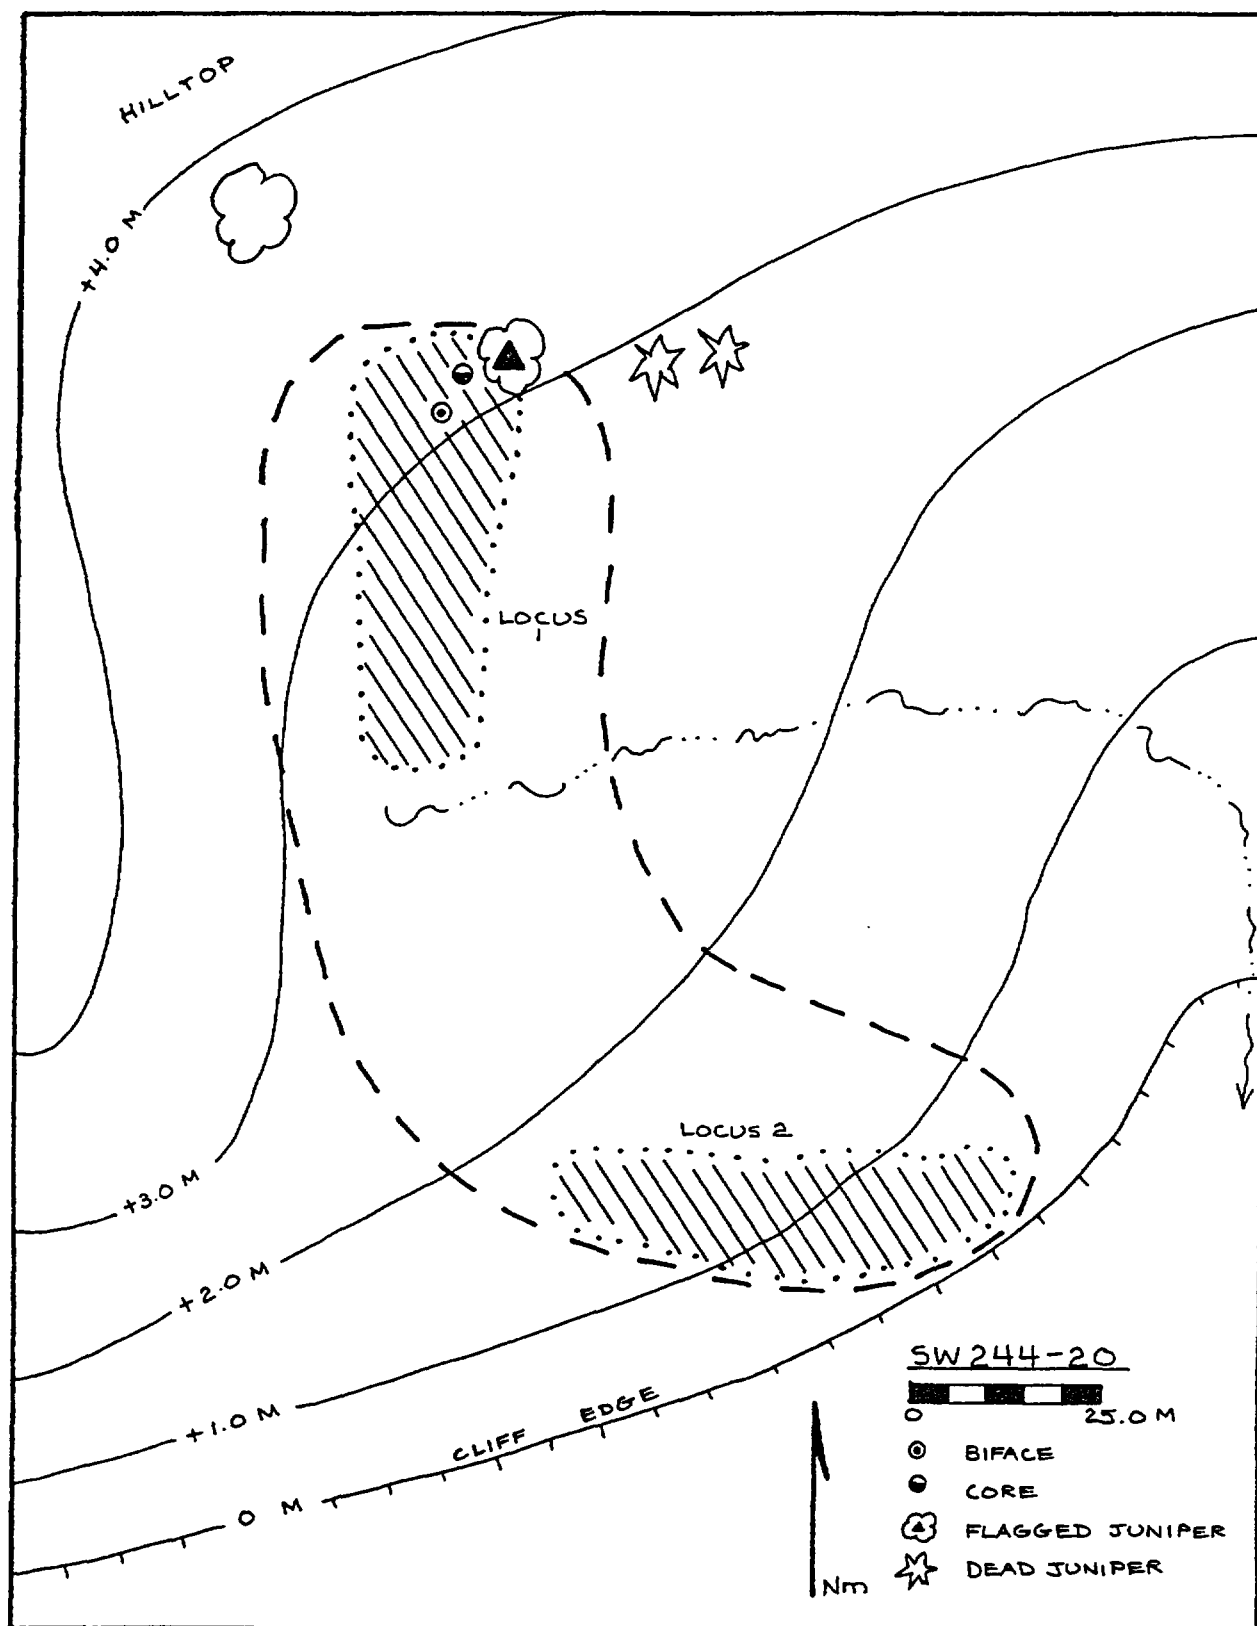 HILLTOP
+4.0 M
LOCUS
1
LOCUS 2
+3.0 M
+2.0 M
+1.0 M
CLIFF EDGE
0 M
SW244-20
0 25.0 M
BIFACE
CORE
FLAGGED JUNIPER
DEAD JUNIPER
Nm